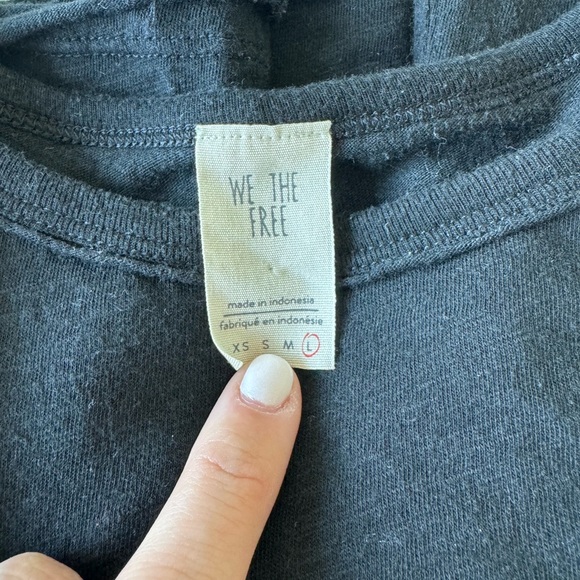 WE THE
FREE
made in indonesia
fabriqué en indonésie
XS S M L